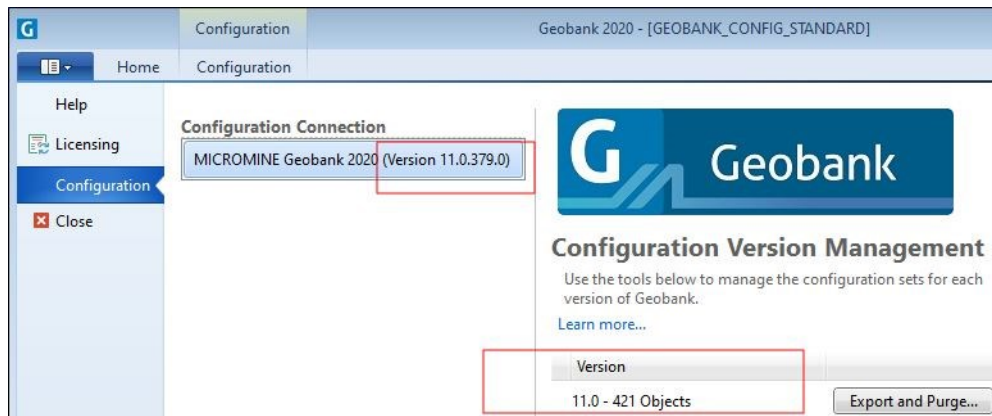 G
Configuration
Geobank 2020 - [GEOBANK_CONFIG_STANDARD]
Home
Configuration
Help
Licensing
Configuration
Close
Configuration Connection
MICROMINE Geobank 2020 (Version 11.0.379.0)
G Geobank
Configuration Version Management
Use the tools below to manage the configuration sets for each
version of Geobank.
Learn more...
Version
11.0 - 421 Objects
Export and Purge...